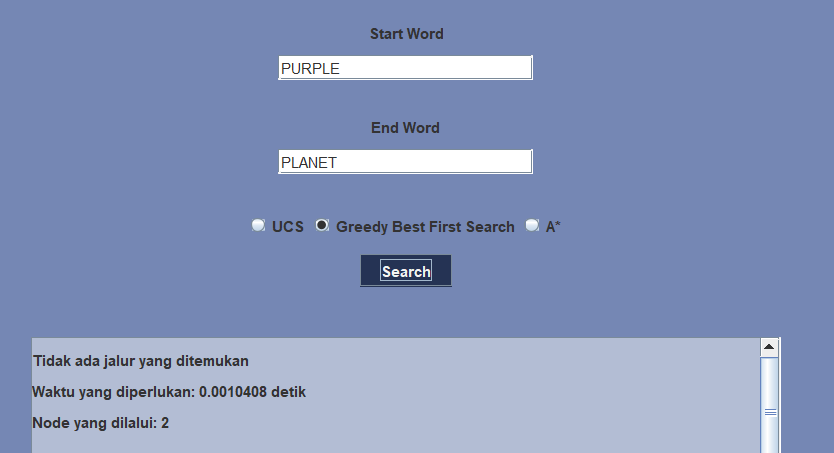 Start Word
PURPLE
End Word
PLANET
UCS Greedy Best First Search A*
Search
Tidak ada jalur yang ditemukan
Waktu yang diperlukan: 0.0010408 detik
Node yang dilalui: 2